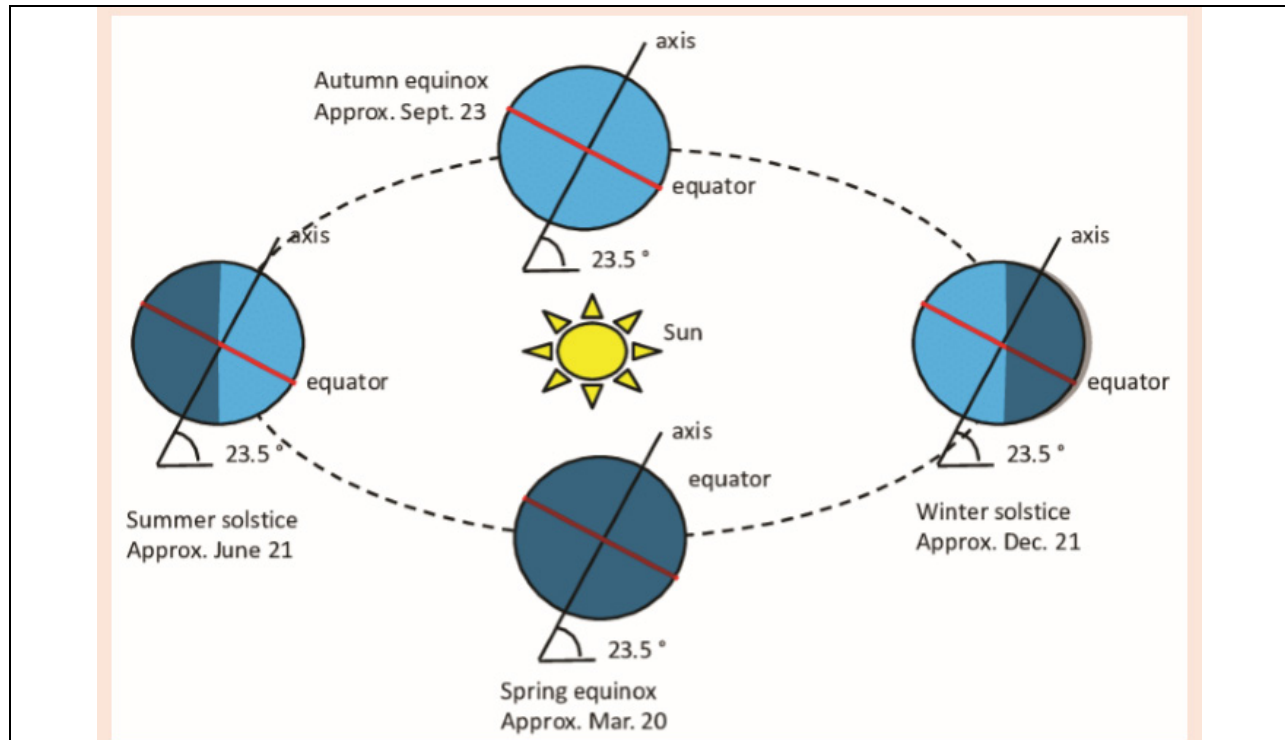 axis
Autumn equinox
Approx. Sept. 23
equator
23.5 °
axis
equator
23.5 °
Summer solstice
Approx. June 21
Sun
axis
equator
23.5 °
Winter solstice
Approx. Dec. 21
axis
equator
23.5 °
Spring equinox
Approx. Mar. 20